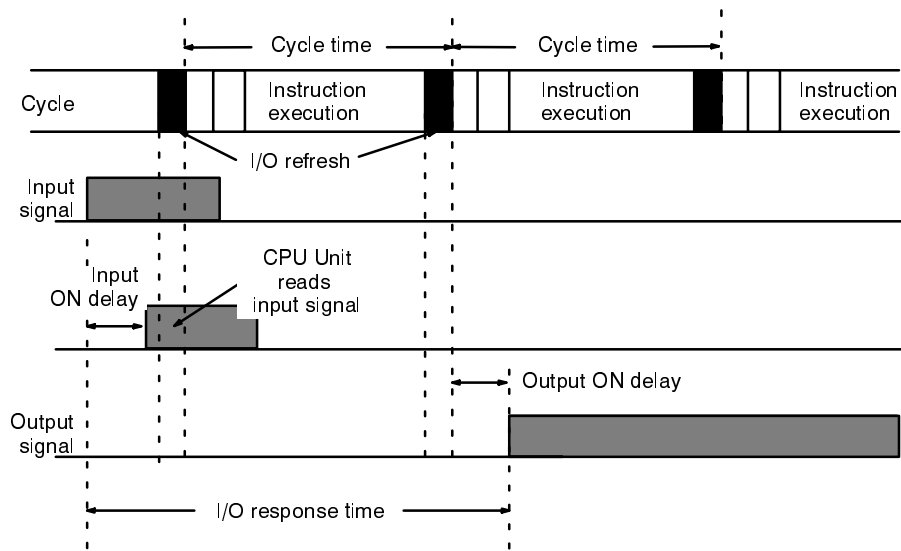 Cycle time
Cycle time
Cycle
Instruction
execution
Instruction
execution
Instruction
execution
I/O refresh
Input
signal
Input
ON delay
CPU Unit
reads
input signal
Output ON delay
Output
signal
I/O response time